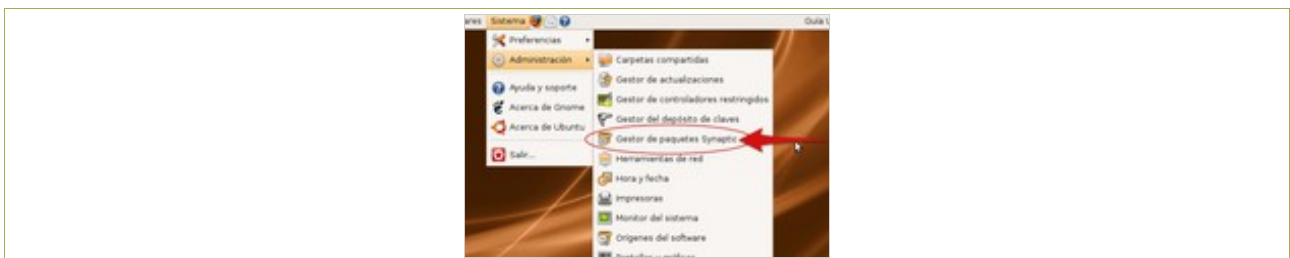 ares Sistema
Guía U
Preferencias
Administración
Ayuda y soporte
Acerca de Gnome
Acerca de Ubuntu
Salir...
Carpetas compartidas
Gestor de actualizaciones
Gestor de controladores restringidos
Gestor del depósito de claves
Gestor de paquetes Synaptic
Herramientas de red
Hora y fecha
Impresoras
Monitor del sistema
Orígenes del software
Pantallas y gráficos